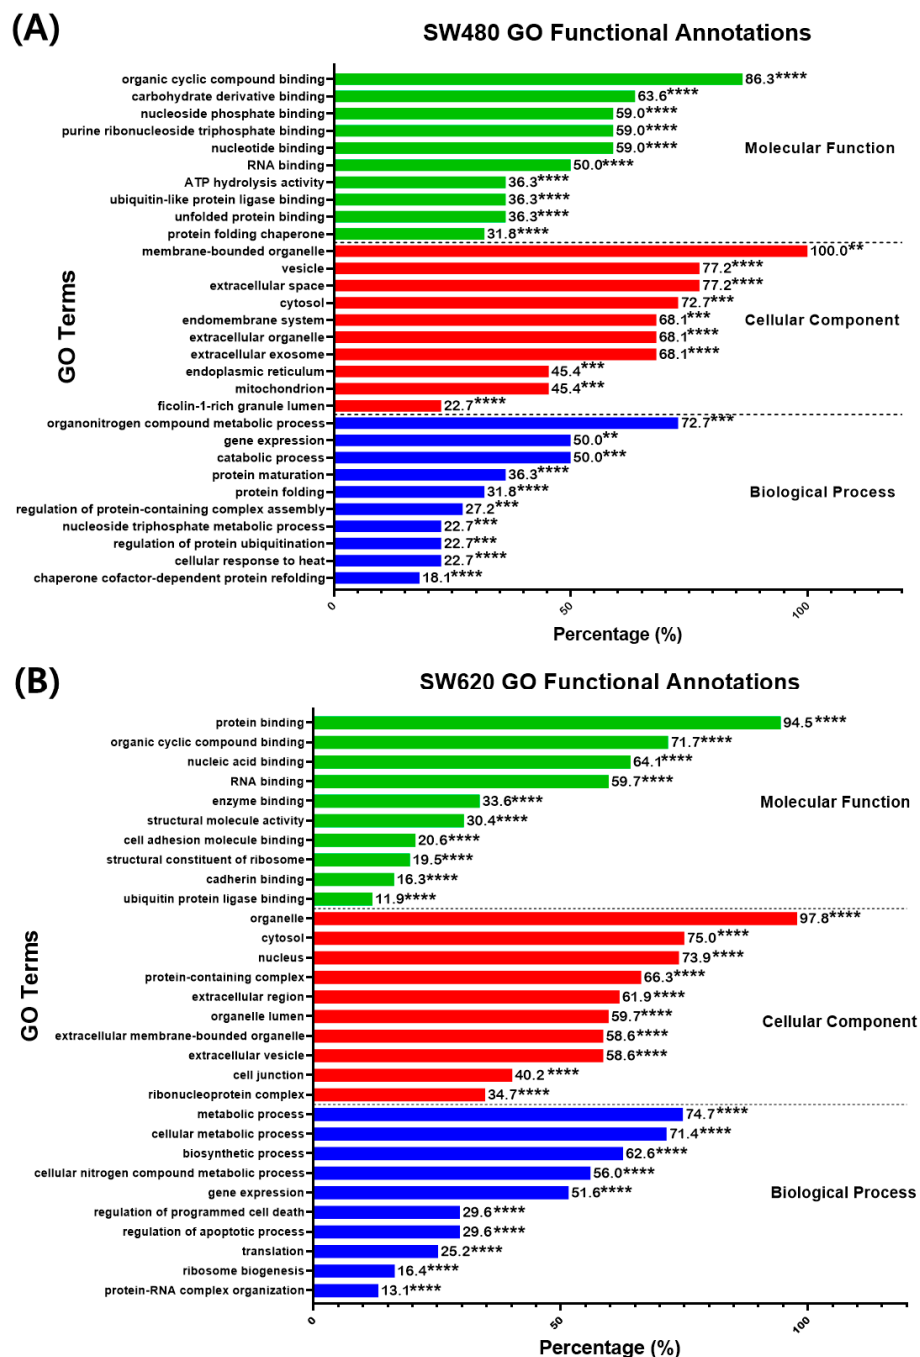 (A)
SW480 GO Functional Annotations
organic cyclic compound binding 86.3****
carbohydrate derivative binding 63.6****
nucleoside phosphate binding 59.0****
purine ribonucleoside triphosphate binding 59.0****
nucleotide binding 59.0**** Molecular Function
RNA binding 50.0****
ATP hydrolysis activity 36.3****
ubiquitin-like protein ligase binding 36.3****
unfolded protein binding 36.3****
protein folding chaperone 31.8****
membrane-bounded organelle 100.0**
vesicle 77.2****
extracellular space 77.2****
cytosol 72.7***
endomembrane system 68.1*** Cellular Component
extracellular organelle 68.1****
extracellular exosome 68.1****
endoplasmic reticulum 45.4***
mitochondrion 45.4***
ficolin-1-rich granule lumen 22.7****
organonitrogen compound metabolic process 72.7***
gene expression 50.0**
catabolic process 50.0***
protein maturation 36.3****
protein folding 31.8**** Biological Process
regulation of protein-containing complex assembly 27.2***
nucleoside triphosphate metabolic process 22.7***
regulation of protein ubiquitination 22.7***
cellular response to heat 22.7****
chaperone cofactor-dependent protein refolding 18.1****
GO Terms
0 50 100
Percentage (%)
(B)
SW620 GO Functional Annotations
protein binding 94.5****
organic cyclic compound binding 71.7****
nucleic acid binding 64.1****
RNA binding 59.7****
enzyme binding 33.6**** Molecular Function
structural molecule activity 30.4****
cell adhesion molecule binding 20.6****
structural constituent of ribosome 19.5****
cadherin binding 16.3****
ubiquitin protein ligase binding 11.9****
organelle 97.8****
cytosol 75.0****
nucleus 73.9****
protein-containing complex 66.3****
extracellular region 61.9****
organelle lumen 59.7**** Cellular Component
extracellular membrane-bounded organelle 58.6****
extracellular vesicle 58.6****
cell junction 40.2****
ribonucleoprotein complex 34.7****
metabolic process 74.7****
cellular metabolic process 71.4****
biosynthetic process 62.6****
cellular nitrogen compound metabolic process 56.0****
gene expression 51.6**** Biological Process
regulation of programmed cell death 29.6****
regulation of apoptotic process 29.6****
translation 25.2****
ribosome biogenesis 16.4****
protein-RNA complex organization 13.1****
GO Terms
0 50 100
Percentage (%)